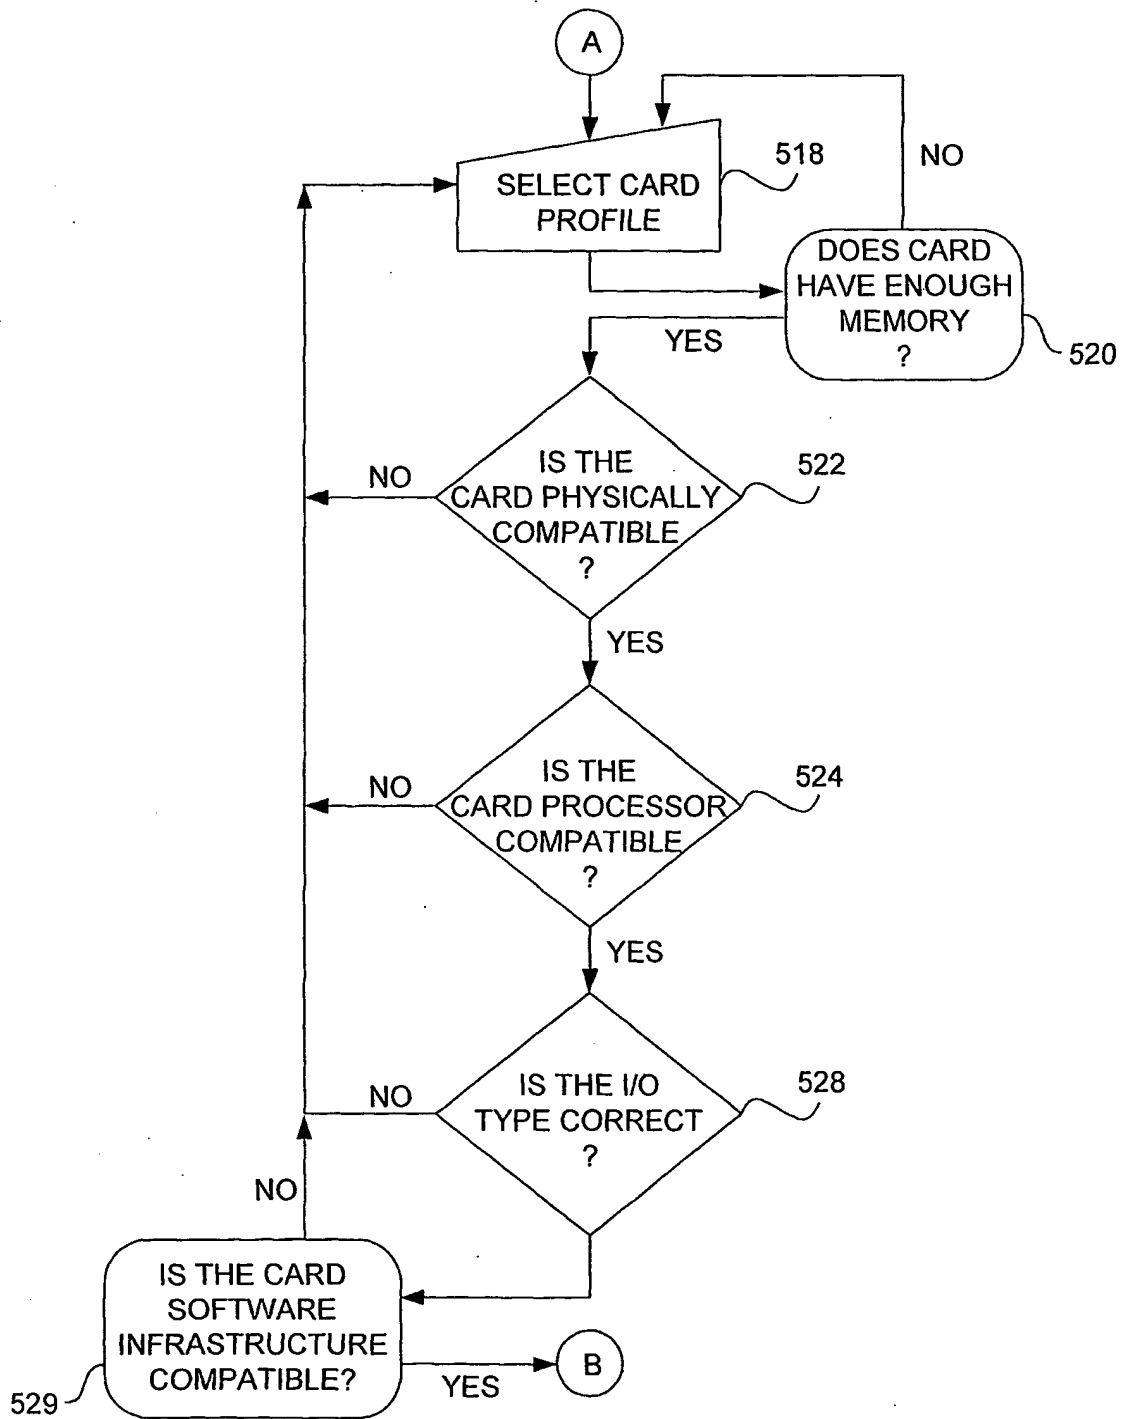 A
518
NO
SELECT CARD
PROFILE
DOES CARD
HAVE ENOUGH
MEMORY
?
520
YES
IS THE
CARD PHYSICALLY
COMPATIBLE
?
522
NO
YES
IS THE
CARD PROCESSOR
COMPATIBLE
?
524
NO
YES
IS THE I/O
TYPE CORRECT
?
528
NO
NO
IS THE CARD
SOFTWARE
INFRASTRUCTURE
COMPATIBLE?
529
YES
B